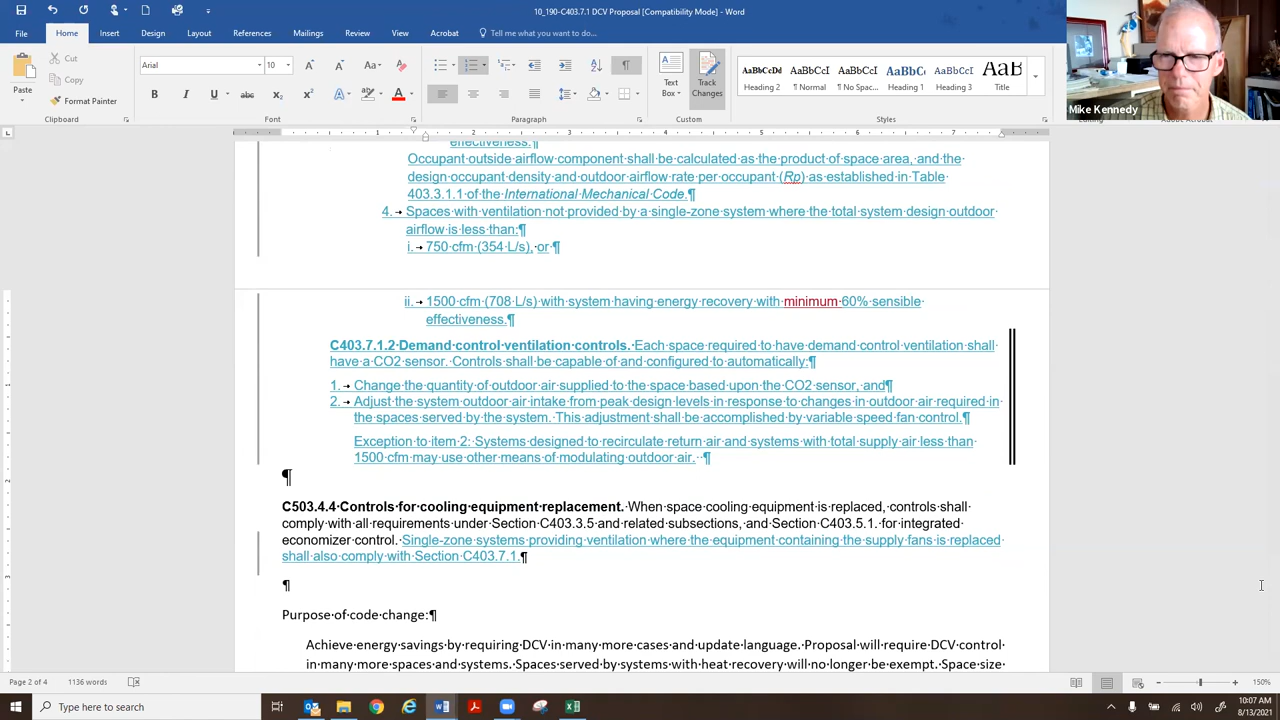 10_190-C403.7.1 DCV Proposal [Compatibility Mode] - Word
File Home Insert Design Layout References Mailings Review View Acrobat Tell me what you want to do...
Paste
Cut
Copy
Format Painter
Clipboard
Arial 10
Font
Paragraph
Text Box
Track Changes
Custom
AaBbCcDd Heading 2
AaBbCcI ¶ Normal
AaBbCcI ¶ No Spac...
AaBbC Heading 1
AaBbCcI Heading 3
AaB Title
Styles
Editing
Mike Kennedy
effectiveness.¶
Occupant outside airflow component shall be calculated as the product of space area, and the
design occupant density and outdoor airflow rate per occupant (Rp) as established in Table
403.3.1.1 of the International Mechanical Code.¶
4. Spaces with ventilation not provided by a single-zone system where the total system design outdoor
airflow is less than:¶
i. 750 cfm (354 L/s), or ¶
ii. 1500 cfm (708 L/s) with system having energy recovery with minimum 60% sensible
effectiveness.¶
C403.7.1.2 Demand control ventilation controls. Each space required to have demand control ventilation shall
have a CO2 sensor. Controls shall be capable of and configured to automatically:¶
1. Change the quantity of outdoor air supplied to the space based upon the CO2 sensor, and¶
2. Adjust the system outdoor air intake from peak design levels in response to changes in outdoor air required in
the spaces served by the system. This adjustment shall be accomplished by variable speed fan control.¶
Exception to item 2: Systems designed to recirculate return air and systems with total supply air less than
1500 cfm may use other means of modulating outdoor air. ¶
¶
C503.4.4 Controls for cooling equipment replacement. When space cooling equipment is replaced, controls shall
comply with all requirements under Section C403.3.5 and related subsections, and Section C403.5.1. for integrated
economizer control. Single-zone systems providing ventilation where the equipment containing the supply fans is replaced
shall also comply with Section C403.7.1.¶
¶
Purpose of code change:¶
Achieve energy savings by requiring DCV in many more cases and update language. Proposal will require DCV control
in many more spaces and systems. Spaces served by systems with heat recovery will no longer be exempt. Space size
Page 2 of 4 1136 words 150%
Type here to search
10:07 AM
8/13/2021